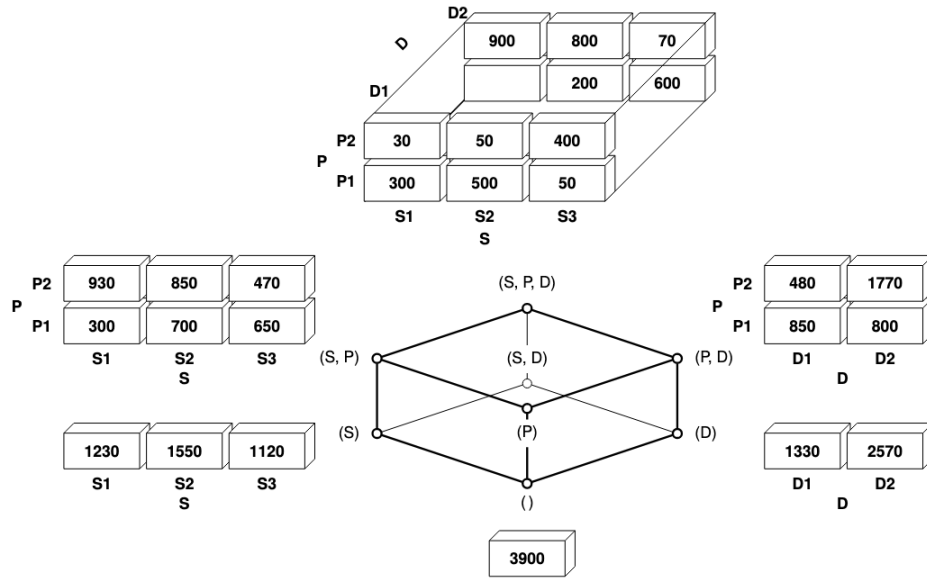 D2
900 800 70
D
D1
200 600
P2 30 50 400
P
P1 300 500 50
S1 S2 S3
S
P2 930 850 470
P
P1 300 700 650
S1 S2 S3
S
(S, P, D)
(S, P) (S, D) (P, D)
(S) (P) (D)
( )
P2 480 1770
P
P1 850 800
D1 D2
D
1230 1550 1120
S1 S2 S3
S
1330 2570
D1 D2
D
3900